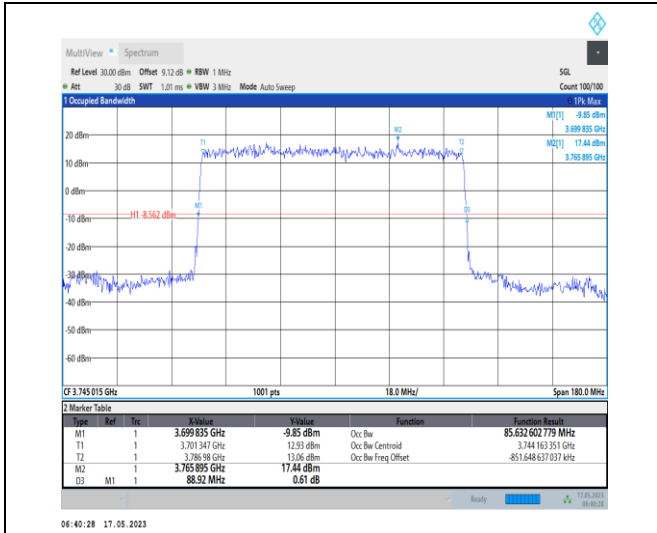 MultiView Spectrum
Ref Level 30.00 dBm Offset 9.12 dB RBW 1 MHz SGL
Att 30 dB SWT 1.01 ms VBW 3 MHz Mode Auto Sweep Count 100/100
1 Occupied Bandwidth 1Pk Max
M1[1] -9.85 dBm
3.699 835 GHz
M2[1] 17.44 dBm
3.765 895 GHz
M2
20 dBm
T1
T2
10 dBm
0 dBm
M1
D3
H1 -8.562 dBm
-10 dBm
-20 dBm
-30 dBm
-40 dBm
-50 dBm
-60 dBm
CF 3.745 015 GHz 1001 pts 18.0 MHz/ Span 180.0 MHz
2 Marker Table
Type Ref Trc X-Value Y-Value Function Function Result
M1 1 3.699 835 GHz -9.85 dBm Occ Bw 85.632 602 779 MHz
T1 1 3.701 347 GHz 12.93 dBm Occ Bw Centroid 3.744 163 351 GHz
T2 1 3.786 98 GHz 13.06 dBm Occ Bw Freq Offset -851.648 637 037 kHz
M2 1 3.765 895 GHz 17.44 dBm
D3 M1 1 88.92 MHz 0.61 dB
Ready 17.05.2023
06:40:28
06:40:28 17.05.2023